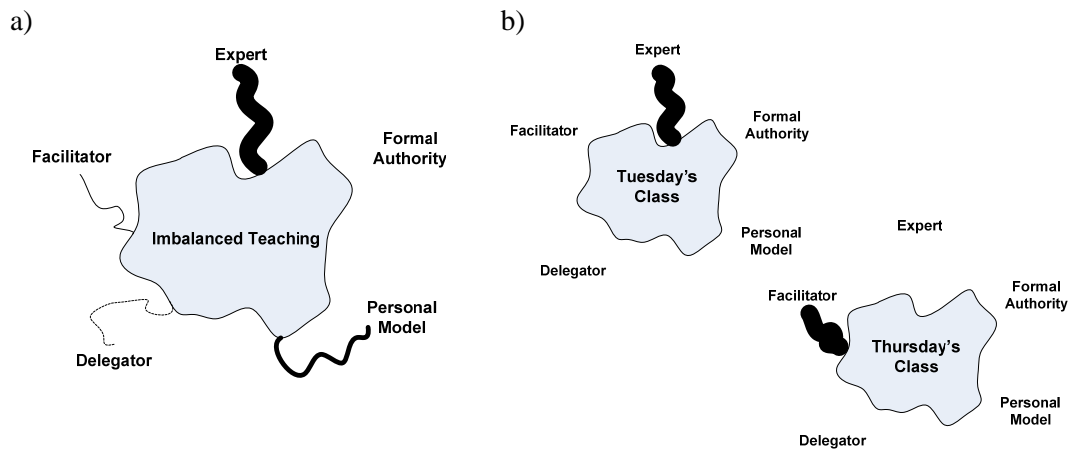 a)
Expert
Formal
Authority
Facilitator
Imbalanced Teaching
Personal
Model
Delegator
b)
Expert
Formal
Authority
Facilitator
Tuesday's
Class
Personal
Model
Delegator
Expert
Formal
Authority
Facilitator
Thursday's
Class
Personal
Model
Delegator